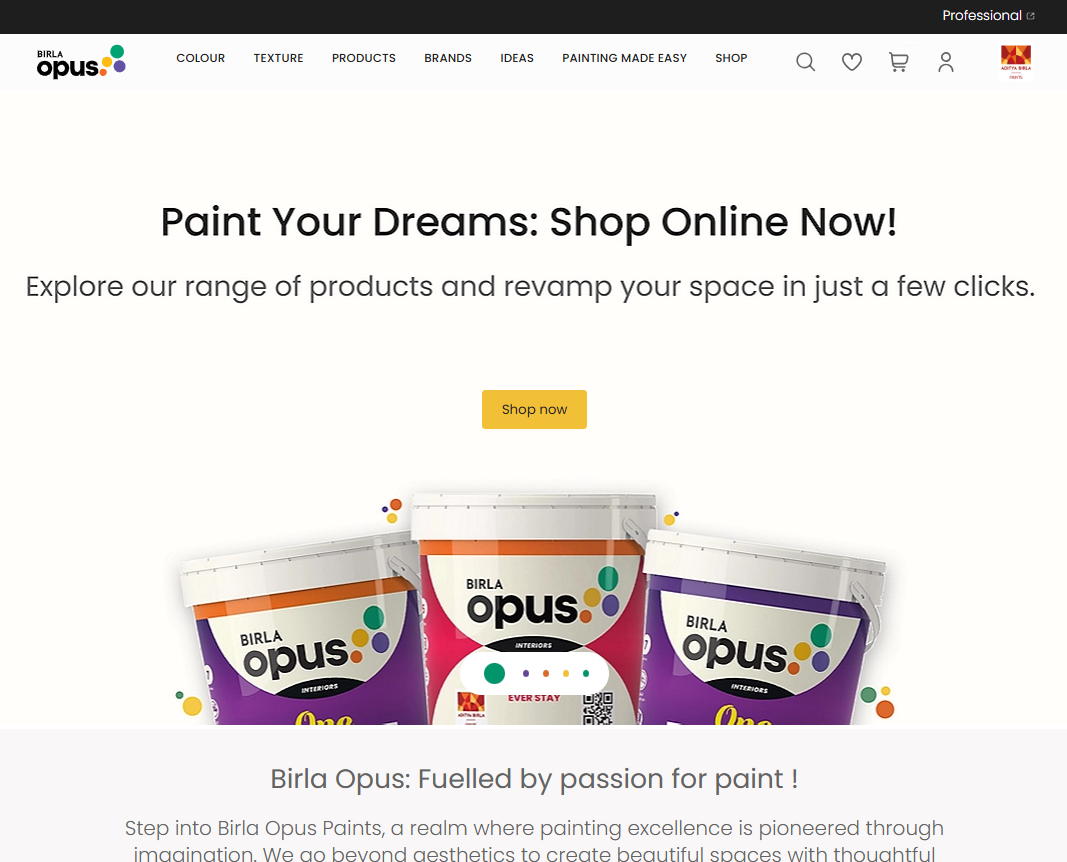 Professional
BIRLA
opus.
COLOUR TEXTURE PRODUCTS BRANDS IDEAS PAINTING MADE EASY SHOP
ADITYA BIRLA
PAINTS
Paint Your Dreams: Shop Online Now!
Explore our range of products and revamp your space in just a few clicks.
Shop now
BIRLA
opus.
INTERIORS
One
BIRLA
opus.
INTERIORS
EVER STAY
ADITYA BIRLA
BIRLA
opus.
INTERIORS
One
Birla Opus: Fuelled by passion for paint !
Step into Birla Opus Paints, a realm where painting excellence is pioneered through
imagination. We go beyond aesthetics to create beautiful spaces with thoughtful